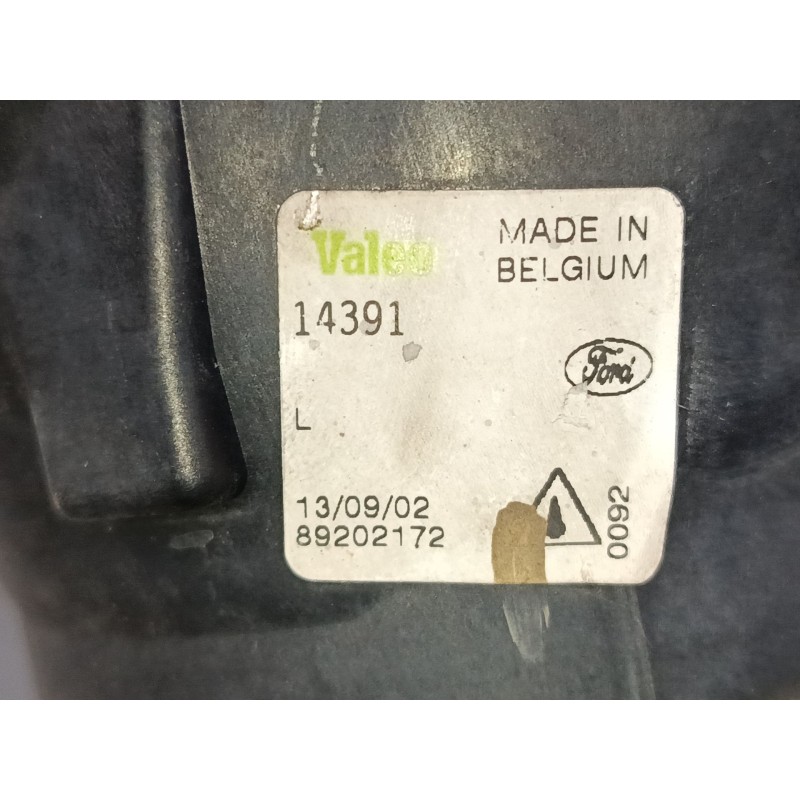 Valeo
MADE IN
BELGIUM
14391
Ford
L
13/09/02
89202172
0092